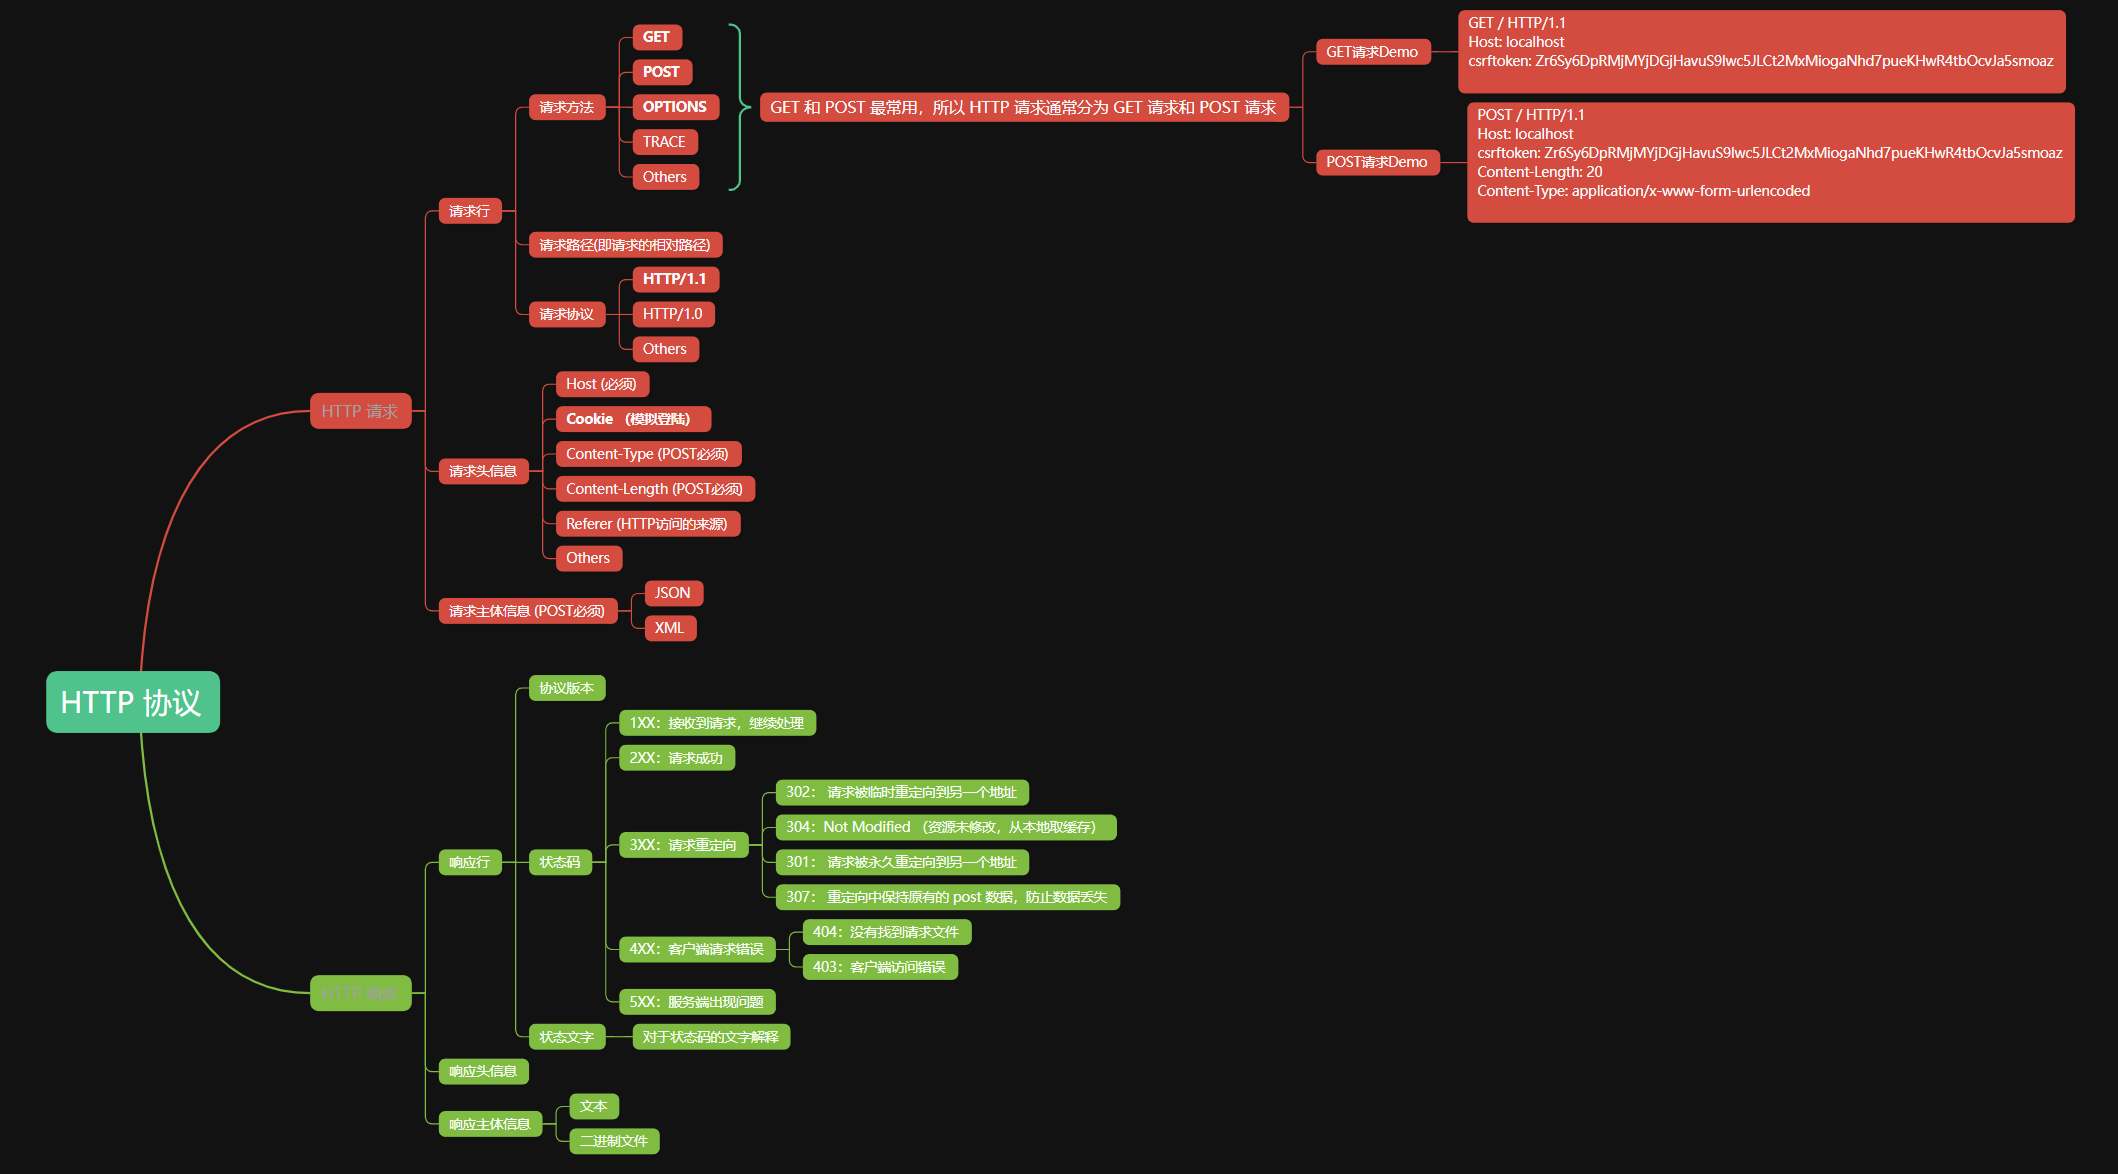 HTTP 协议
HTTP 请求
请求行
请求方法
GET
POST
OPTIONS
TRACE
Others
GET 和 POST 最常用，所以 HTTP 请求通常分为 GET 请求和 POST 请求
GET请求Demo
GET / HTTP/1.1
Host: localhost
csrftoken: Zr6Sy6DpRMjMYjDGjHavuS9lwc5JLCt2MxMiogaNhd7pueKHwR4tbOcvJa5smoaz
POST请求Demo
POST / HTTP/1.1
Host: localhost
csrftoken: Zr6Sy6DpRMjMYjDGjHavuS9lwc5JLCt2MxMiogaNhd7pueKHwR4tbOcvJa5smoaz
Content-Length: 20
Content-Type: application/x-www-form-urlencoded
请求路径(即请求的相对路径)
请求协议
HTTP/1.1
HTTP/1.0
Others
请求头信息
Host (必须)
Cookie （模拟登陆）
Content-Type (POST必须)
Content-Length (POST必须)
Referer (HTTP访问的来源)
Others
请求主体信息 (POST必须)
JSON
XML
HTTP 响应
响应行
协议版本
状态码
1XX：接收到请求，继续处理
2XX：请求成功
3XX：请求重定向
302： 请求被临时重定向到另一个地址
304：Not Modified （资源未修改，从本地取缓存）
301： 请求被永久重定向到另一个地址
307： 重定向中保持原有的 post 数据，防止数据丢失
4XX：客户端请求错误
404：没有找到请求文件
403：客户端访问错误
5XX：服务端出现问题
状态文字
对于状态码的文字解释
响应头信息
响应主体信息
文本
二进制文件